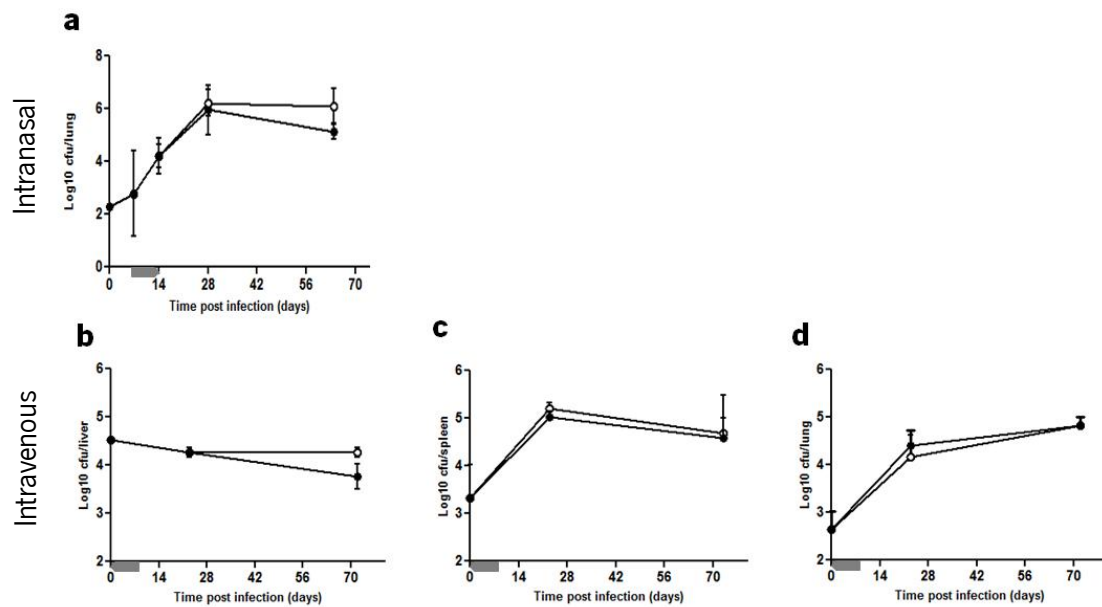 a
Intranasal
Log10 cfu/lung
8
6
4
2
0
0 14 28 42 56 70
Time post infection (days)
b
c
d
Intravenous
Log10 cfu/liver
6
5
4
3
2
0 14 28 42 56 70
Time post infection (days)
Log10 cfu/spleen
6
5
4
3
2
0 14 28 42 56 70
Time post infection (days)
Log10 cfu/lung
6
5
4
3
2
0 14 28 42 56 70
Time post infection (days)